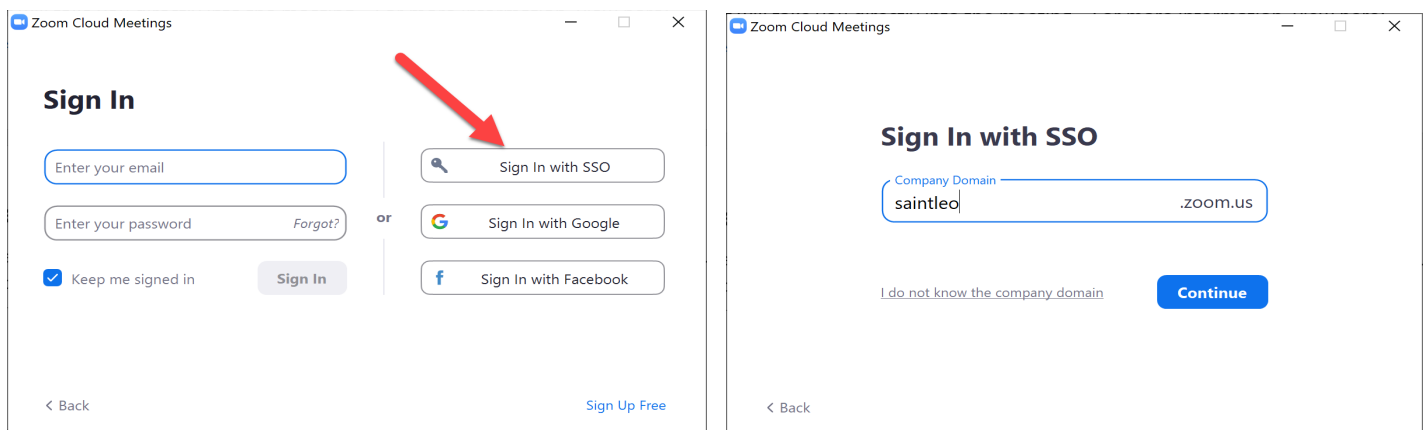 Zoom Cloud Meetings
Sign In
Enter your email
Enter your password Forgot?
Keep me signed in Sign In
or
Sign In with SSO
Sign In with Google
Sign In with Facebook
< Back
Sign Up Free
Zoom Cloud Meetings
Sign In with SSO
Company Domain
saintleo .zoom.us
I do not know the company domain Continue
< Back